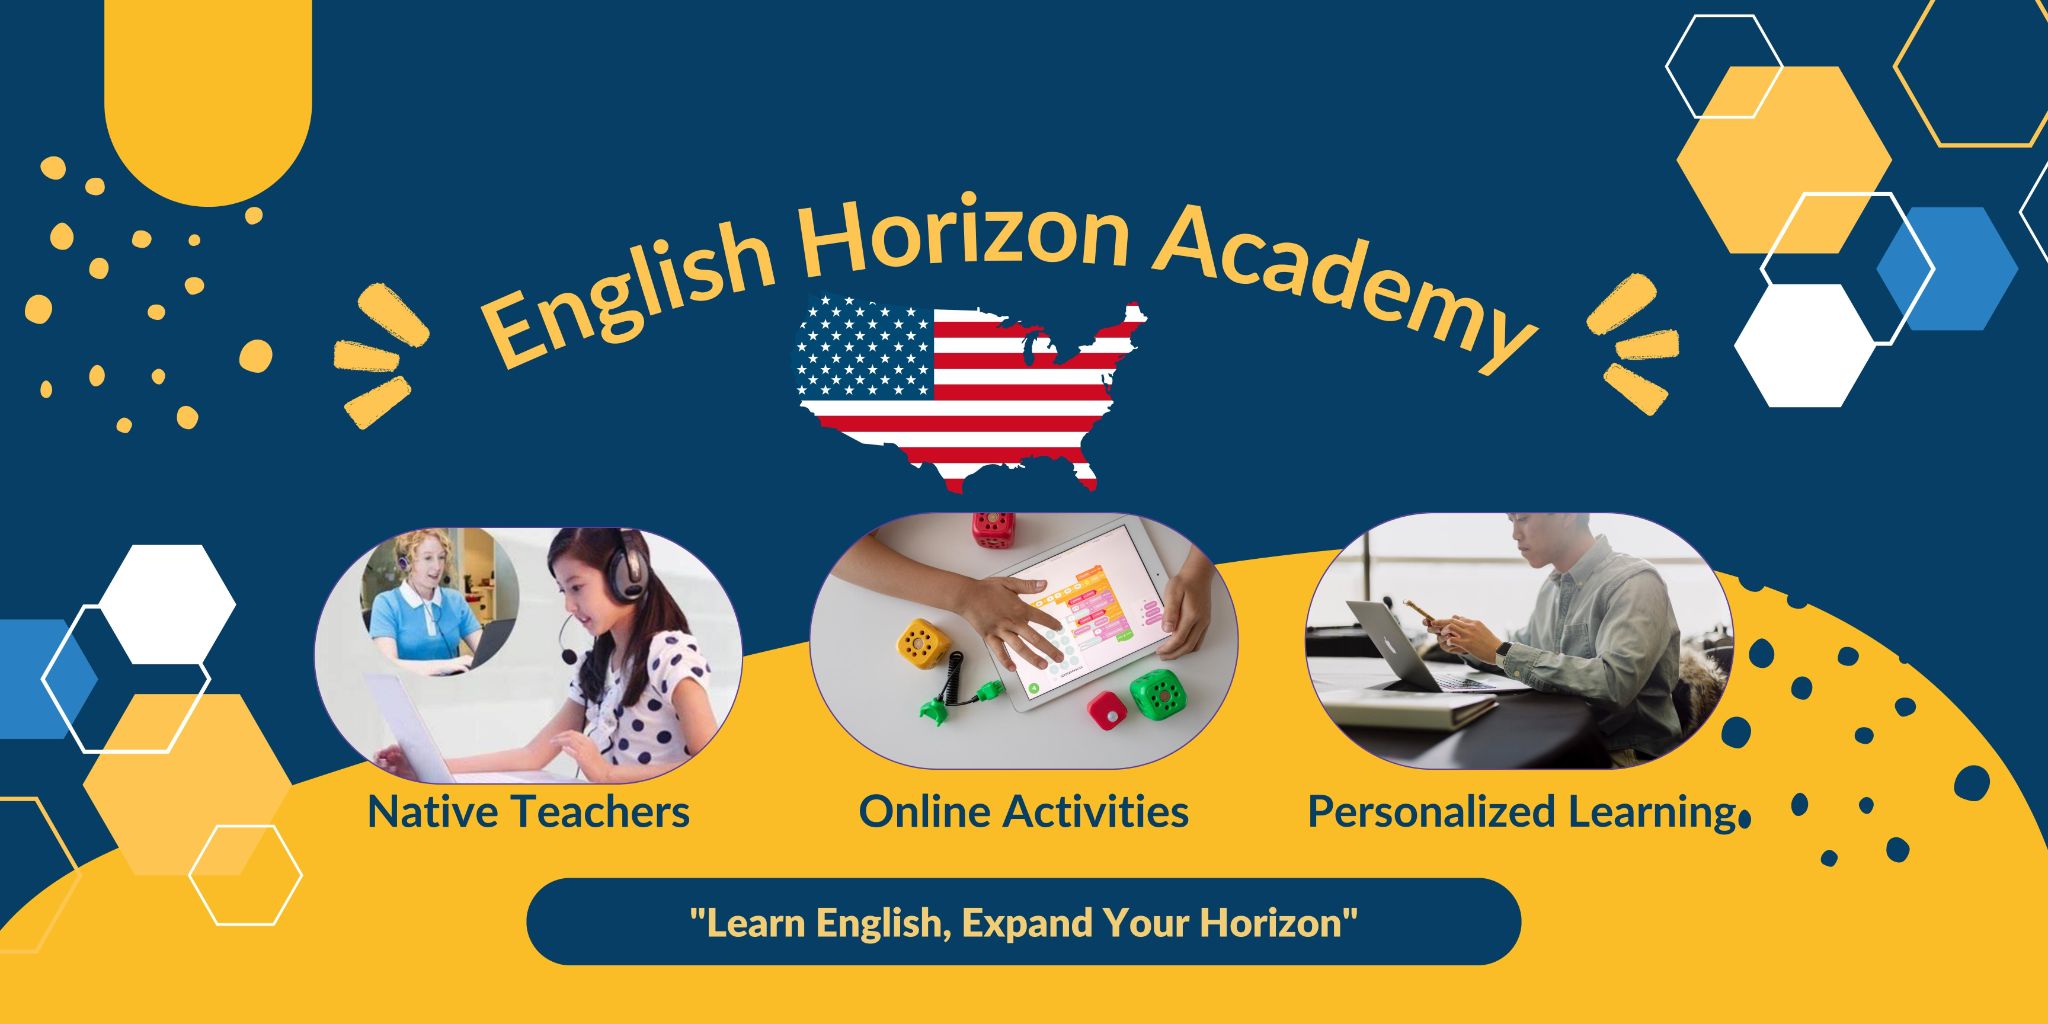 English Horizon Academy
Native Teachers
Online Activities
Personalized Learning
"Learn English, Expand Your Horizon"